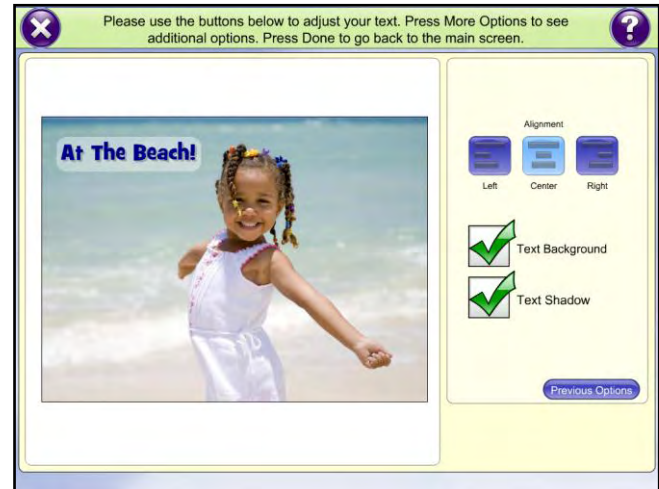 Please use the buttons below to adjust your text. Press More Options to see
additional options. Press Done to go back to the main screen.
?
At The Beach!
Alignment
Left Center Right
Text Background
Text Shadow
Previous Options